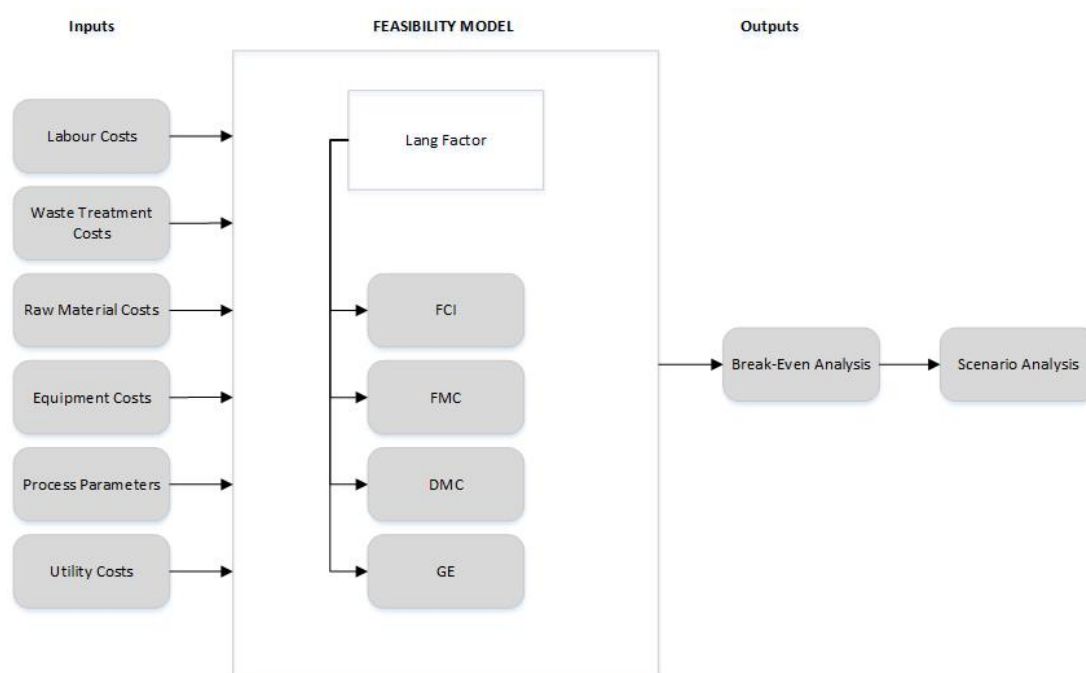 Inputs
FEASIBILITY MODEL
Outputs
Labour Costs
Waste Treatment
Costs
Raw Material Costs
Equipment Costs
Process Parameters
Utility Costs
Lang Factor
FCI
FMC
DMC
GE
Break-Even Analysis
Scenario Analysis